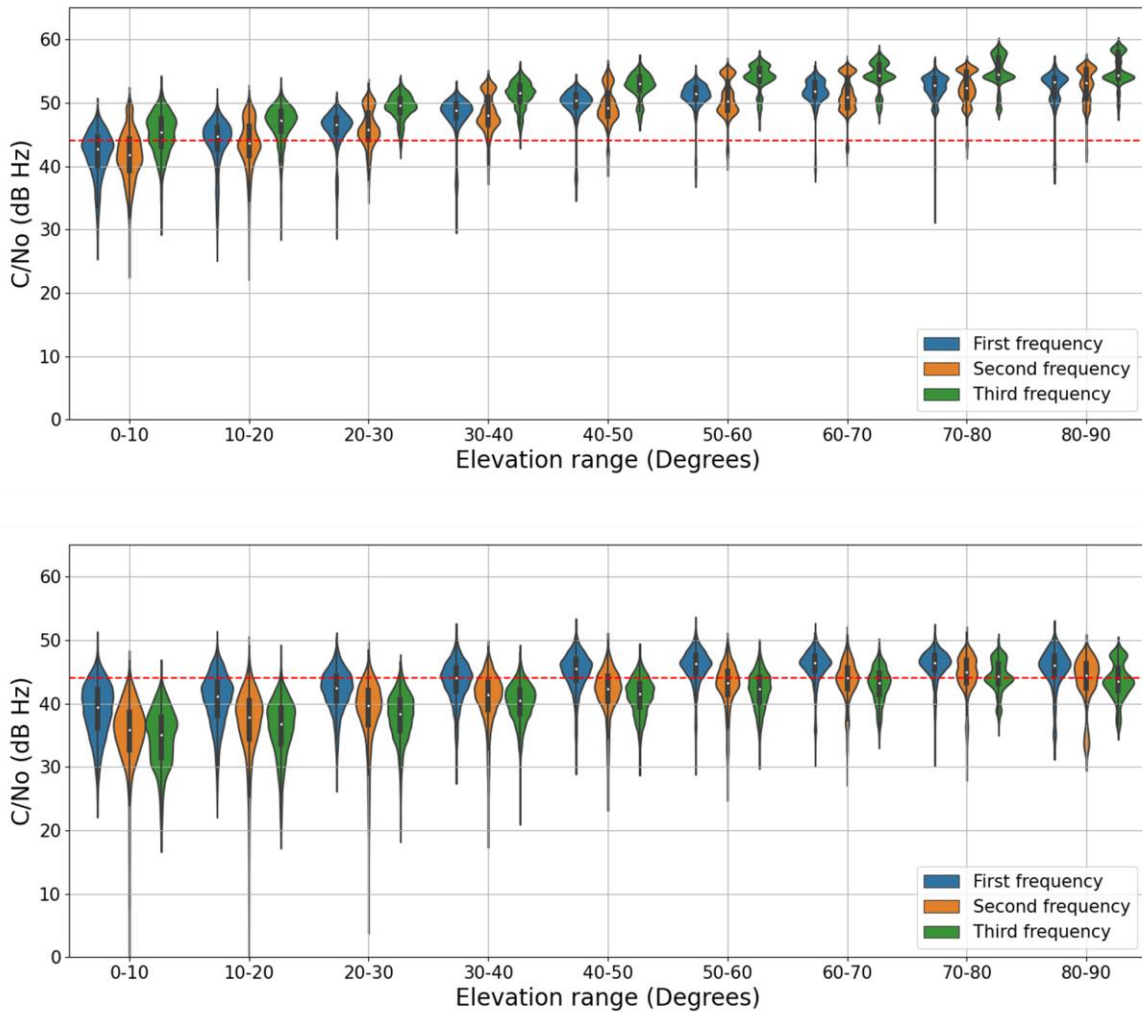 60
50
40
30
20
10
0
C/No (dB Hz)
First frequency
Second frequency
Third frequency
0-10 10-20 20-30 30-40 40-50 50-60 60-70 70-80 80-90
Elevation range (Degrees)
60
50
40
30
20
10
0
C/No (dB Hz)
First frequency
Second frequency
Third frequency
0-10 10-20 20-30 30-40 40-50 50-60 60-70 70-80 80-90
Elevation range (Degrees)